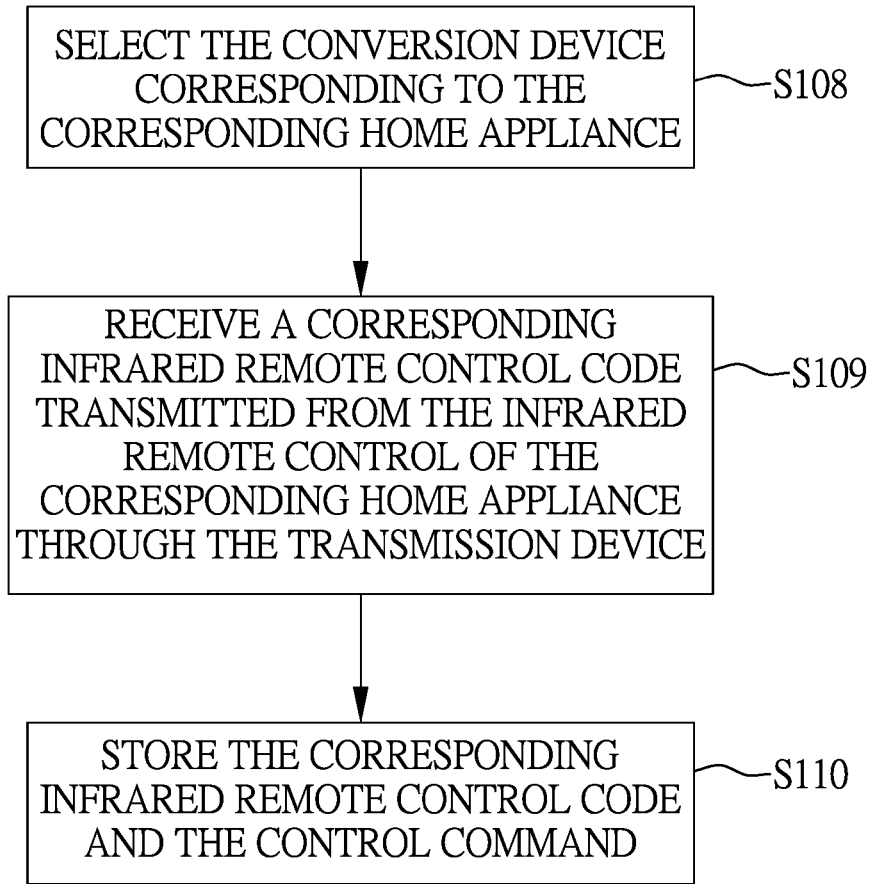 SELECT THE CONVERSION DEVICE
CORRESPONDING TO THE
CORRESPONDING HOME APPLIANCE
S108
RECEIVE A CORRESPONDING
INFRARED REMOTE CONTROL CODE
TRANSMITTED FROM THE INFRARED
REMOTE CONTROL OF THE
CORRESPONDING HOME APPLIANCE
THROUGH THE TRANSMISSION DEVICE
S109
STORE THE CORRESPONDING
INFRARED REMOTE CONTROL CODE
AND THE CONTROL COMMAND
S110